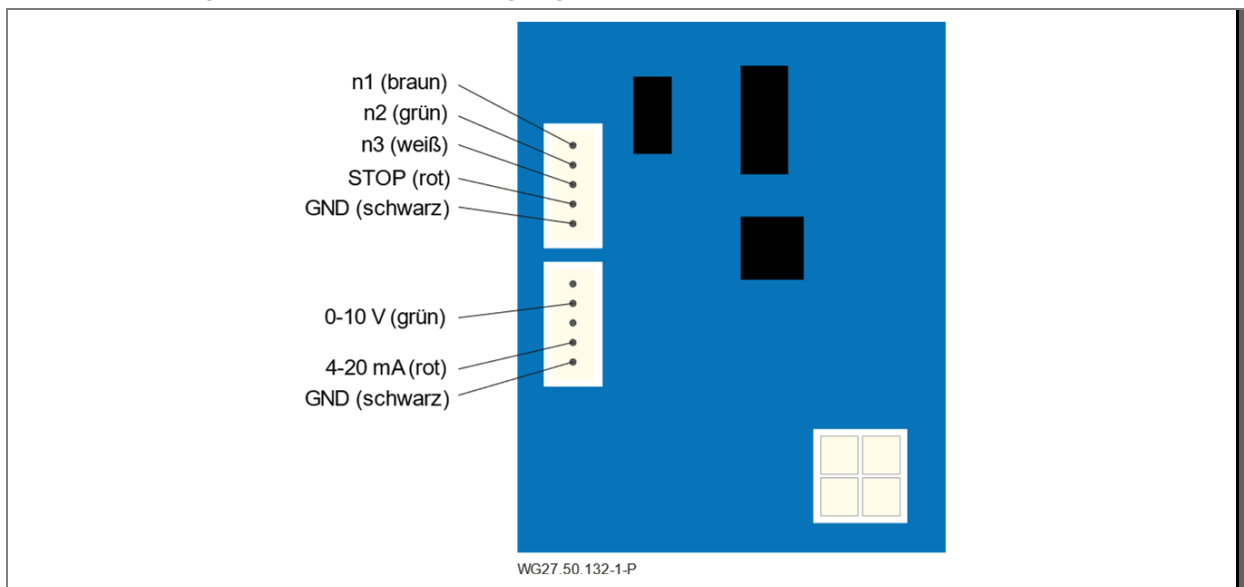 n1 (braun)
n2 (grün)
n3 (weiß)
STOP (rot)
GND (schwarz)
0-10 V (grün)
4-20 mA (rot)
GND (schwarz)
WG27.50.132-1-P